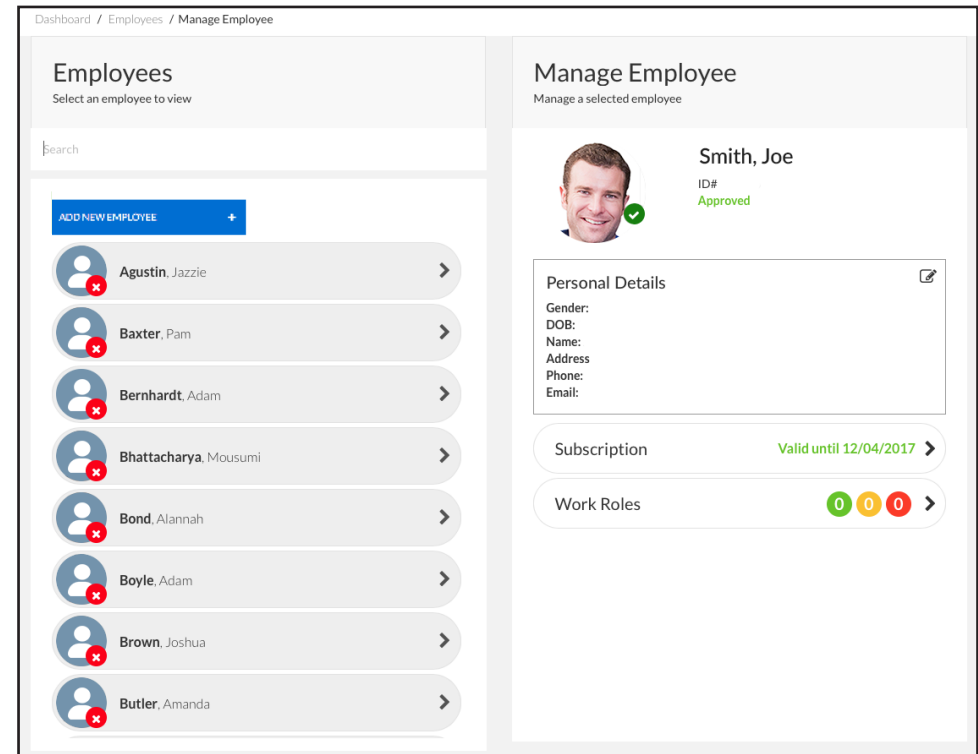 Dashboard / Employees / Manage Employee
Employees
Select an employee to view
Search
ADD NEW EMPLOYEE +
Agustin, Jazzie
Baxter, Pam
Bernhardt, Adam
Bhattacharya, Mousumi
Bond, Alannah
Boyle, Adam
Brown, Joshua
Butler, Amanda
Manage Employee
Manage a selected employee
Smith, Joe
ID#
Approved
Personal Details
Gender:
DOB:
Name:
Address
Phone:
Email:
Subscription Valid until 12/04/2017
Work Roles 0 0 0